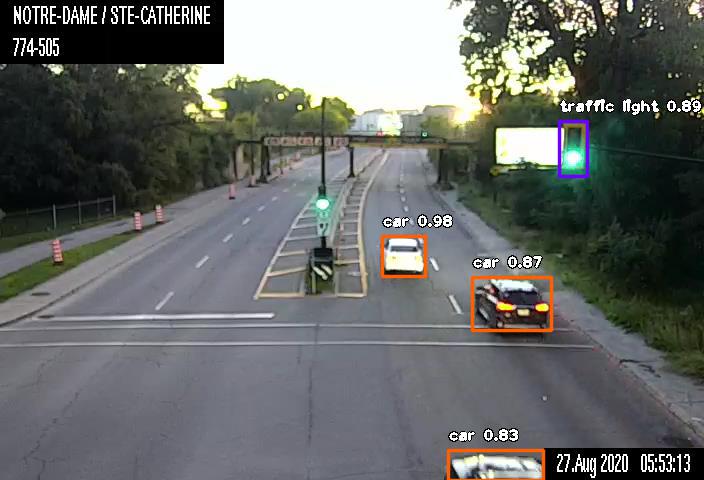 NOTRE-DAME / STE-CATHERINE
774-505
traffic light 0.89
car 0.98
car 0.87
car 0.83
27.Aug 2020 05:53:13